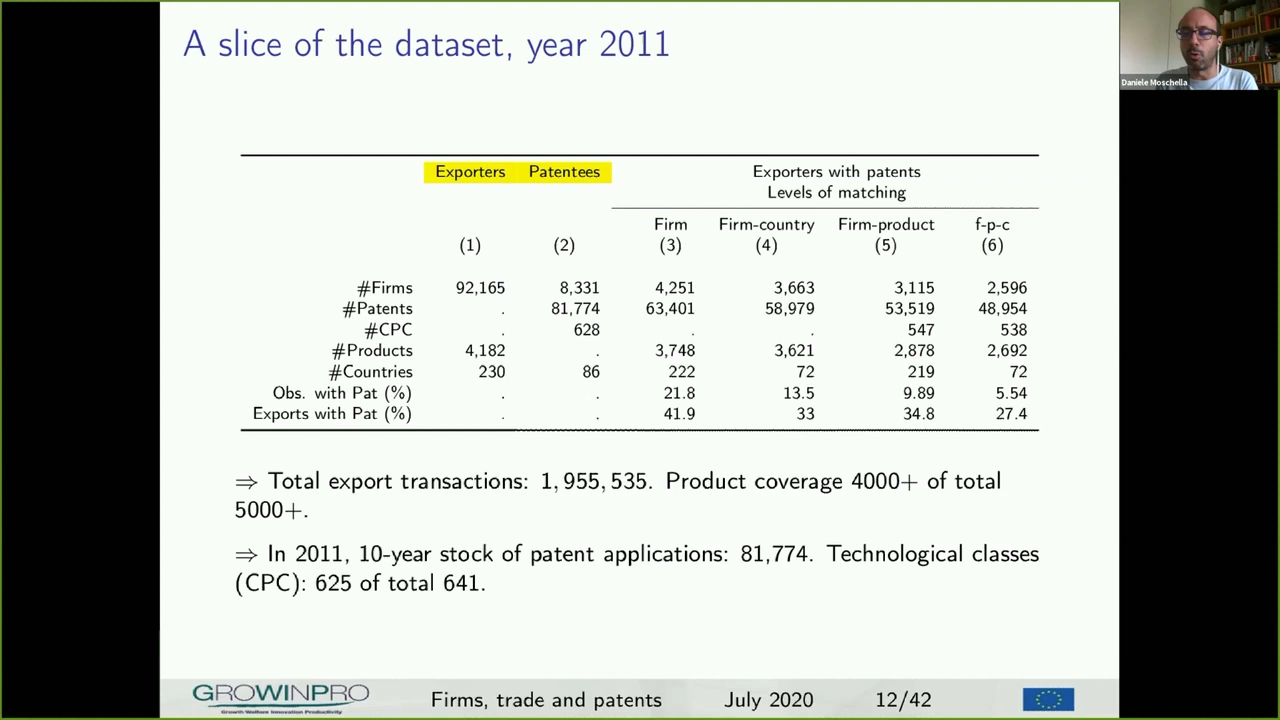 A slice of the dataset, year 2011
Daniele Moschella
Exporters Patentees Exporters with patents
Levels of matching
Firm Firm-country Firm-product f-p-c
(1) (2) (3) (4) (5) (6)
#Firms 92,165 8,331 4,251 3,663 3,115 2,596
#Patents . 81,774 63,401 58,979 53,519 48,954
#CPC . 628 . . 547 538
#Products 4,182 . 3,748 3,621 2,878 2,692
#Countries 230 86 222 72 219 72
Obs. with Pat (%) . . 21.8 13.5 9.89 5.54
Exports with Pat (%) . . 41.9 33 34.8 27.4
⇒ Total export transactions: 1,955,535. Product coverage 4000+ of total
5000+.
⇒ In 2011, 10-year stock of patent applications: 81,774. Technological classes
(CPC): 625 of total 641.
GROWINPRO
Growth Welfare Innovation Productivity
Firms, trade and patents July 2020 12/42